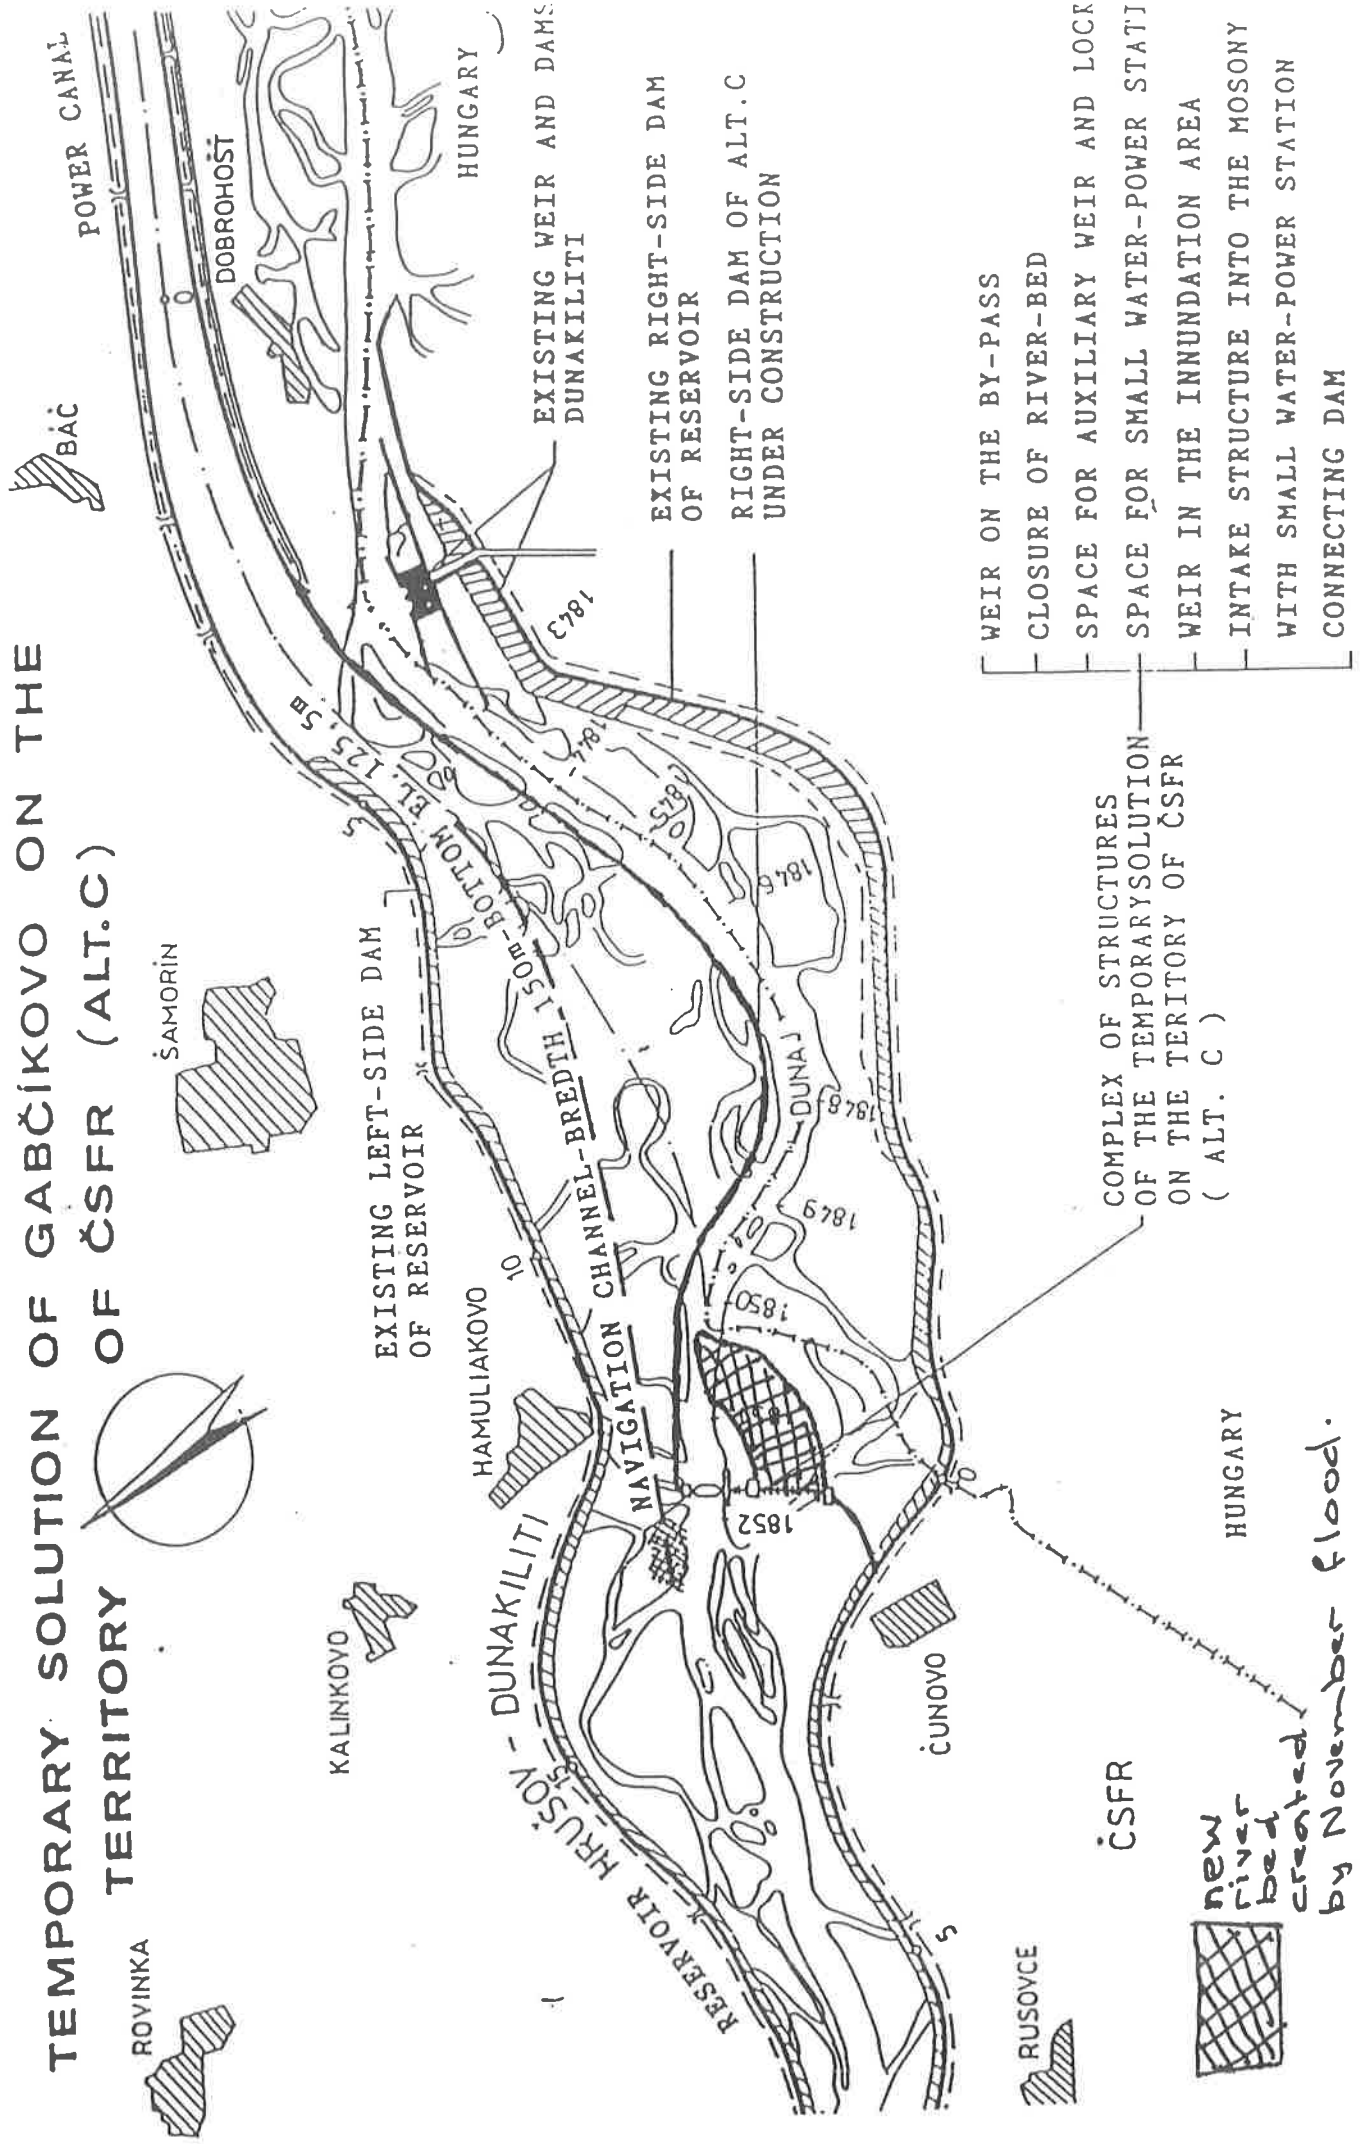 TEMPORARY SOLUTION OF GABČÍKOVO ON THE
TERRITORY OF ČSFR (ALT.C)
ROVINKA
KALINKOVO
HAMULIAKOVO
ŠAMORÍN
BÁČ
POWER CANAL
DOBROHOŠŤ
EXISTING LEFT-SIDE DAM
OF RESERVOIR
RESERVOIR HRUŠOV - DUNAKILITI
NAVIGATION CHANNEL-BREDTH 150m-BOTTOM EL. 125,5m
15
10
5
0
HUNGARY
EXISTING WEIR AND DAMS
DUNAKILITI
EXISTING RIGHT-SIDE DAM
OF RESERVOIR
RIGHT-SIDE DAM OF ALT.C
UNDER CONSTRUCTION
1843
1844
1845
1846
DUNAJ
1848
1849
1850
1852
0
5
ČUNOVO
RUSOVCE
ČSFR
HUNGARY
COMPLEX OF STRUCTURES
OF THE TEMPORARYSOLUTION
ON THE TERITORY OF ČSFR
( ALT. C )
WEIR ON THE BY-PASS
CLOSURE OF RIVER-BED
SPACE FOR AUXILIARY WEIR AND LOCK
SPACE FOR SMALL WATER-POWER STATI
WEIR IN THE INNUNDATION AREA
INTAKE STRUCTURE INTO THE MOSONY
WITH SMALL WATER-POWER STATION
CONNECTING DAM
new
river
bed
created
by November flood.